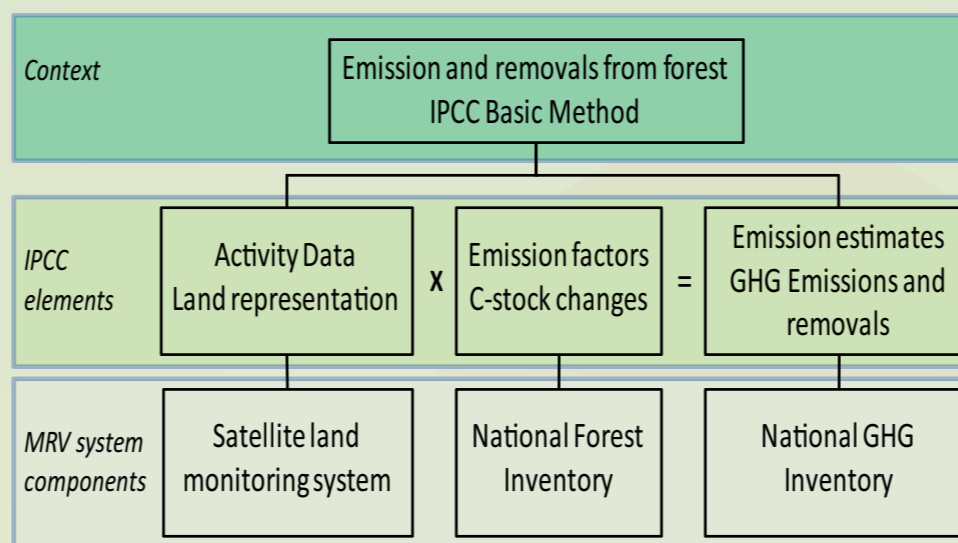 Context
Emission and removals from forest
IPCC Basic Method
IPCC
elements
Activity Data
Land representation
X
Emission factors
C-stock changes
=
Emission estimates
GHG Emissions and
removals
MRV system
components
Satellite land
monitoring system
National Forest
Inventory
National GHG
Inventory